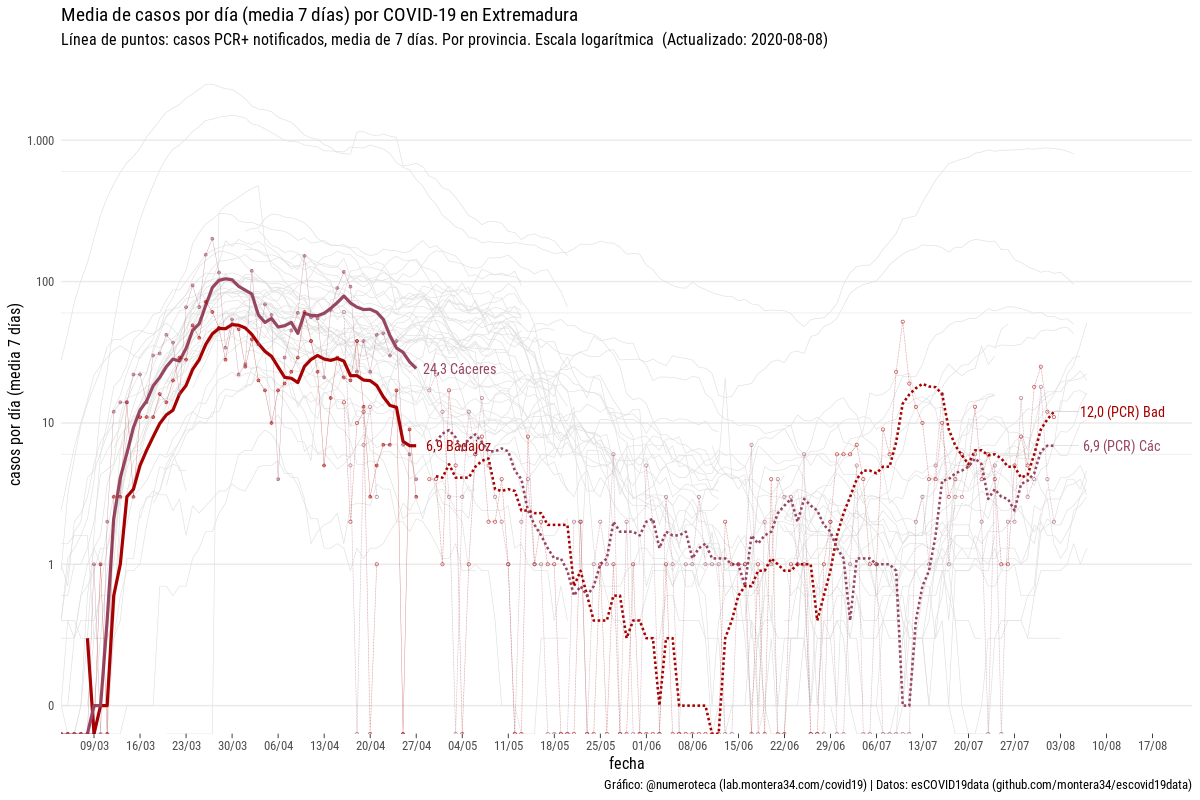 Media de casos por día (media 7 días) por COVID-19 en Extremadura
Línea de puntos: casos PCR+ notificados, media de 7 días. Por provincia. Escala logarítmica (Actualizado: 2020-08-08)
casos por día (media 7 días)
1.000
100
10
1
0
24,3 Cáceres
6,9 Badajoz
12,0 (PCR) Bad
6,9 (PCR) Các
09/03 16/03 23/03 30/03 06/04 13/04 20/04 27/04 04/05 11/05 18/05 25/05 01/06 08/06 15/06 22/06 29/06 06/07 13/07 20/07 27/07 03/08 10/08 17/08
fecha
Gráfico: @numeroteca (lab.montera34.com/covid19) | Datos: esCOVID19data (github.com/montera34/escovid19data)